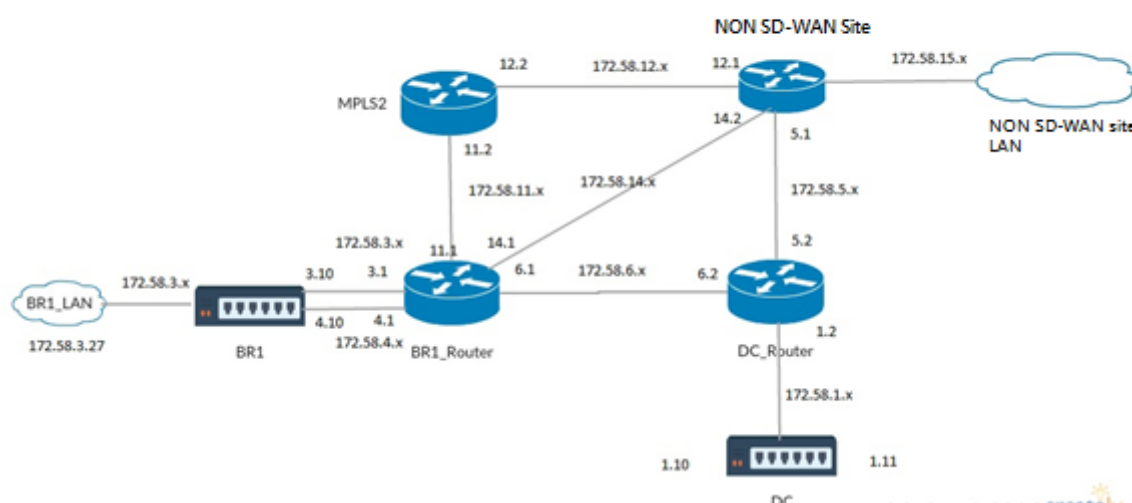 NON SD-WAN Site
12.2
172.58.12.x
12.1
172.58.15.x
MPLS2
14.2
5.1
NON SD-WAN site
LAN
11.2
172.58.11.x
172.58.14.x
172.58.5.x
172.58.3.x
11.1
14.1
5.2
172.58.3.x
3.10
3.1
6.1
172.58.6.x
6.2
BR1_LAN
4.10
4.1
1.2
172.58.3.27
BR1
172.58.4.x
BR1_Router
DC_Router
172.58.1.x
1.10
1.11
DC